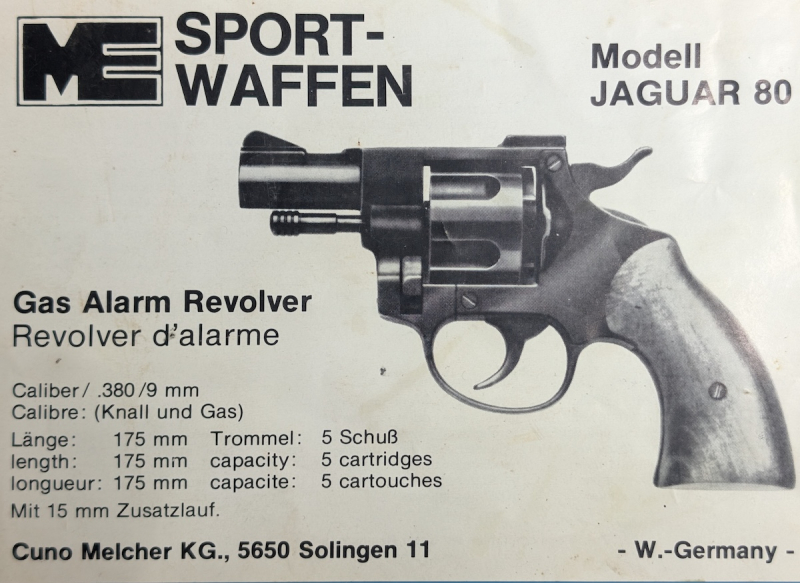 ME SPORT-
WAFFEN
Modell
JAGUAR 80
Gas Alarm Revolver
Revolver d'alarme
Caliber/ .380/9 mm
Calibre: (Knall und Gas)
Länge: 175 mm Trommel: 5 Schuß
length: 175 mm capacity: 5 cartridges
longueur: 175 mm capacite: 5 cartouches
Mit 15 mm Zusatzlauf.
Cuno Melcher KG., 5650 Solingen 11 - W.-Germany -